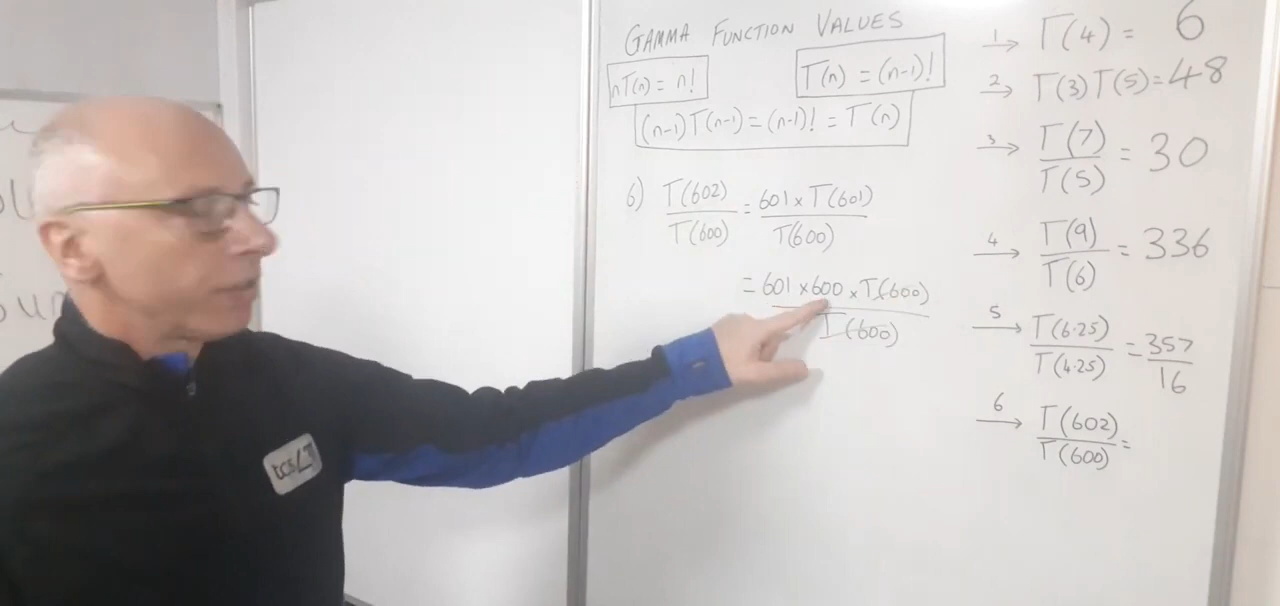 GAMMA FUNCTION VALUES
nΓ(n) = n!
Γ(n) = (n-1)!
(n-1)Γ(n-1) = (n-1)! = Γ(n)
6) Γ(602)/Γ(600) = 601 × Γ(601)/Γ(600)
= 601 × 600 × Γ(600)/Γ(600)
1 → Γ(4) = 6
2 → Γ(3)Γ(5) = 48
3 → Γ(7)/Γ(5) = 30
4 → Γ(9)/Γ(6) = 336
5 → Γ(6.25)/Γ(4.25) = 357/16
6 → Γ(602)/Γ(600) =